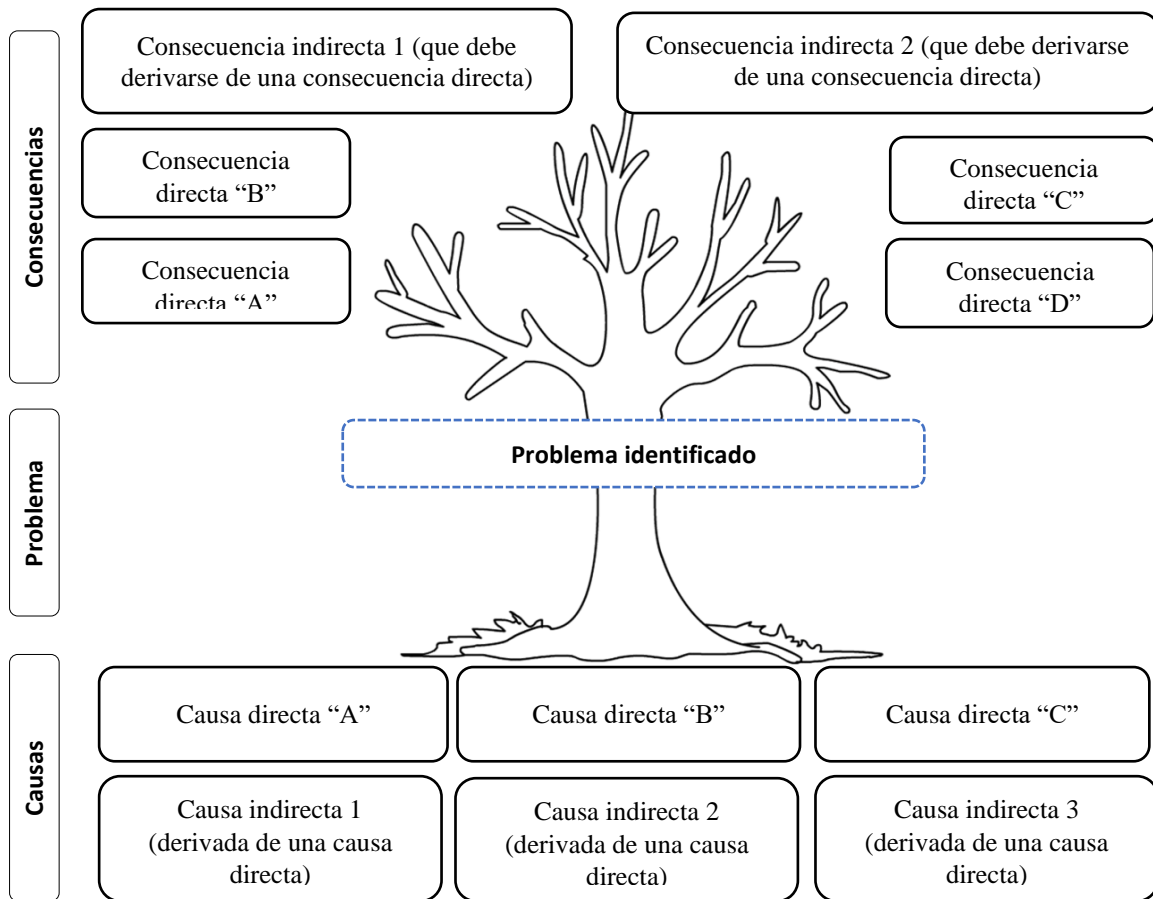 Consecuencias
Consecuencia indirecta 1 (que debe
derivarse de una consecuencia directa)
Consecuencia indirecta 2 (que debe derivarse
de una consecuencia directa)
Consecuencia
directa “B”
Consecuencia
directa “C”
Consecuencia
directa “A”
Consecuencia
directa “D”
Problema
Problema identificado
Causas
Causa directa “A”
Causa directa “B”
Causa directa “C”
Causa indirecta 1
(derivada de una causa
directa)
Causa indirecta 2
(derivada de una causa
directa)
Causa indirecta 3
(derivada de una causa
directa)